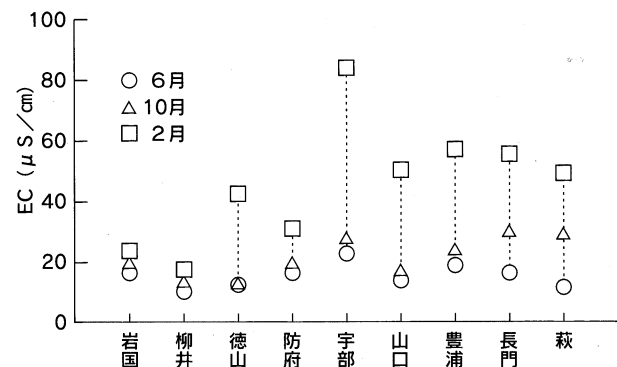 100
80
60
40
20
0
EC (μS/cm)
○ 6月
△ 10月
□ 2月
岩国
柳井
徳山
防府
宇部
山口
豊浦
長門
萩